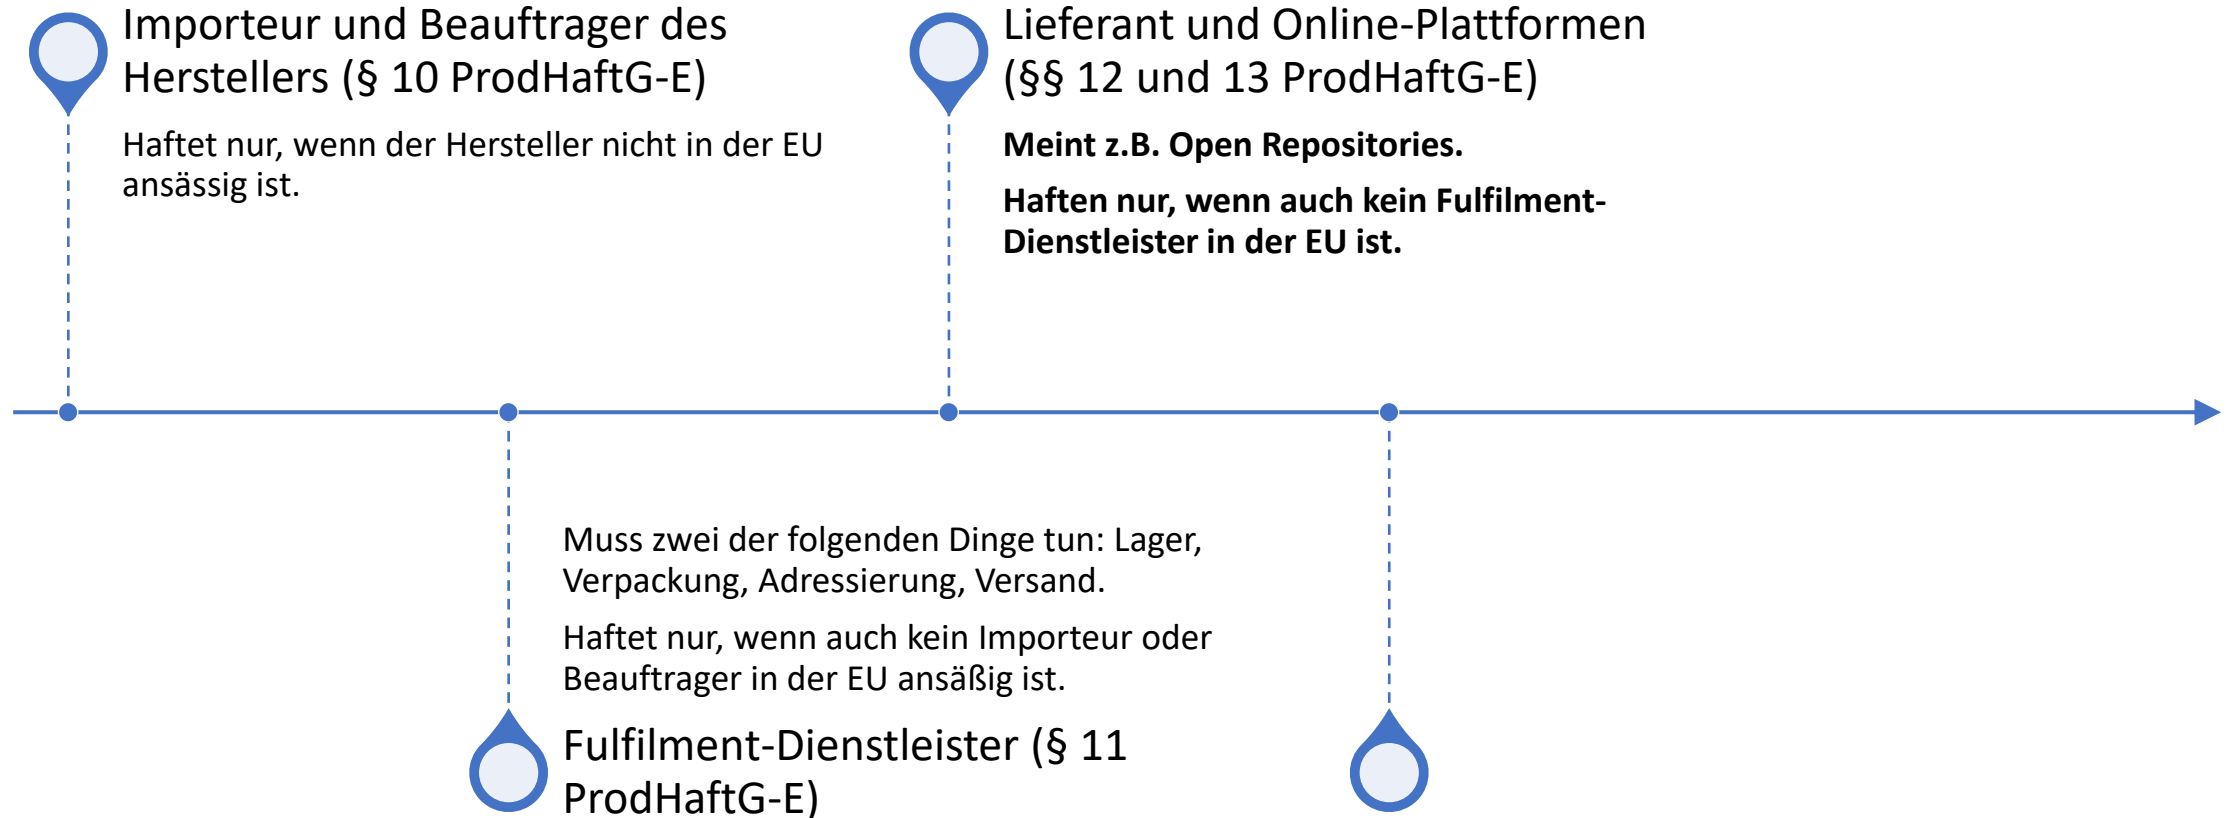 Importeur und Beauftrager des
Herstellers (§ 10 ProdHaftG-E)
Haftet nur, wenn der Hersteller nicht in der EU
ansässig ist.
Muss zwei der folgenden Dinge tun: Lager,
Verpackung, Adressierung, Versand.
Haftet nur, wenn auch kein Importeur oder
Beauftrager in der EU ansäßig ist.
Fulfilment-Dienstleister (§ 11
ProdHaftG-E)
Lieferant und Online-Plattformen
(§§ 12 und 13 ProdHaftG-E)
Meint z.B. Open Repositories.
Haften nur, wenn auch kein Fulfilment-
Dienstleister in der EU ist.